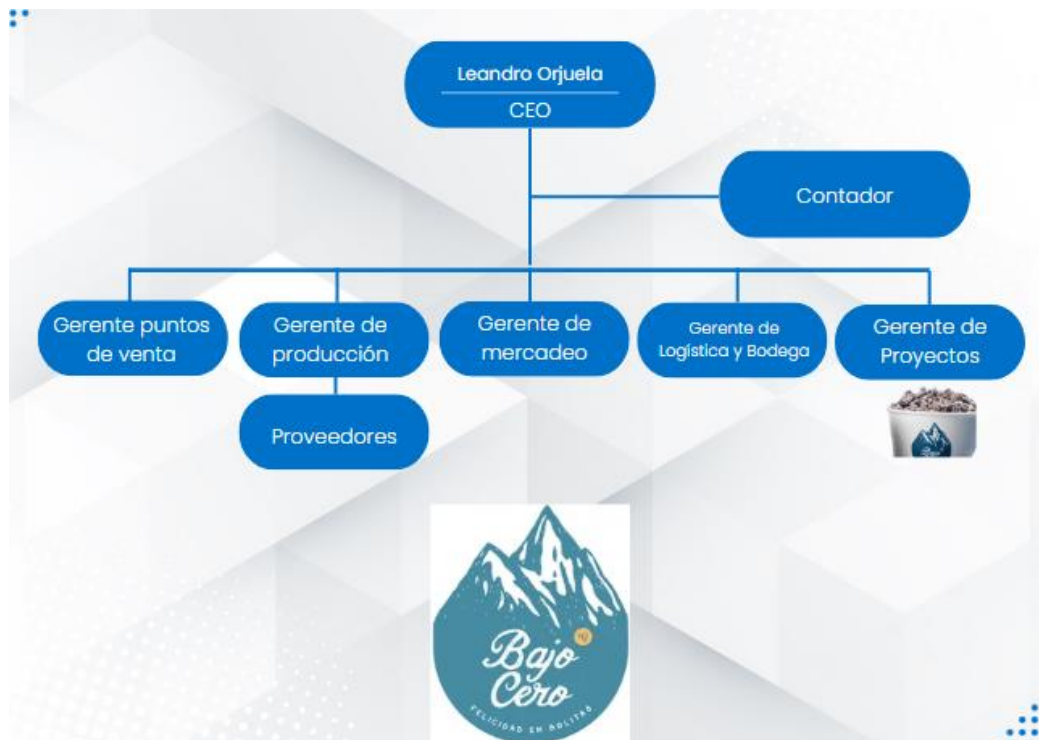 Leandro Orjuela
CEO
Contador
Gerente puntos
de venta
Gerente de
producción
Gerente de
mercadeo
Gerente de
Logística y Bodega
Gerente de
Proyectos
Proveedores
Bajo
Cero
FELICIDAD EN BOLITAS